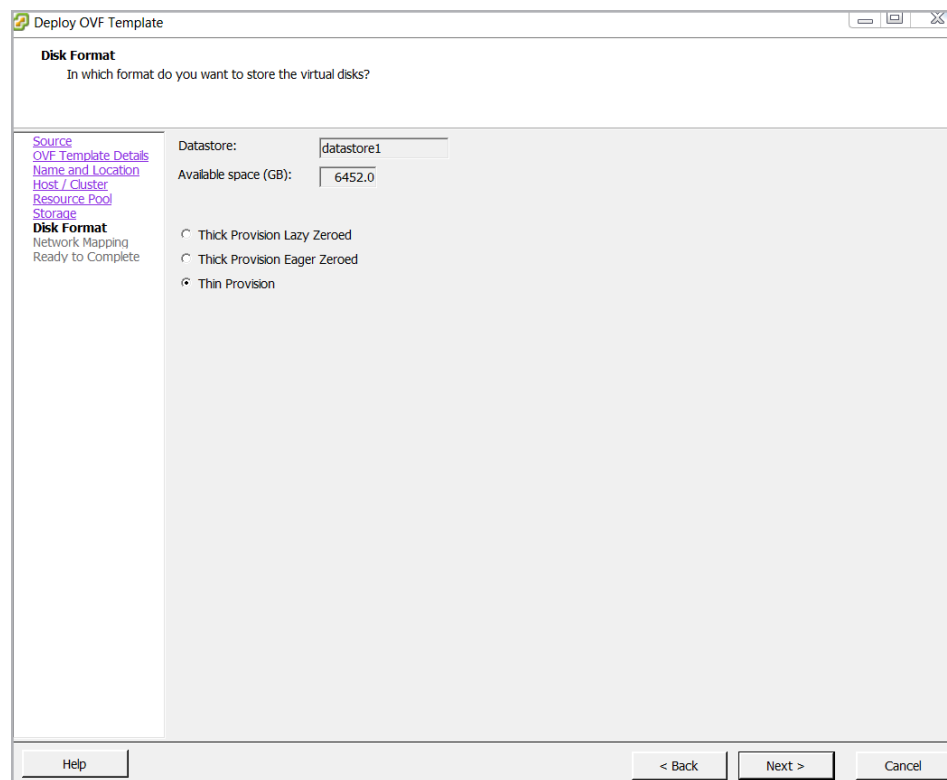 Deploy OVF Template
Disk Format
In which format do you want to store the virtual disks?
Source
OVF Template Details
Name and Location
Host / Cluster
Resource Pool
Storage
Disk Format
Network Mapping
Ready to Complete
Datastore:
datastore1
Available space (GB):
6452.0
Thick Provision Lazy Zeroed
Thick Provision Eager Zeroed
Thin Provision
Help
< Back
Next >
Cancel